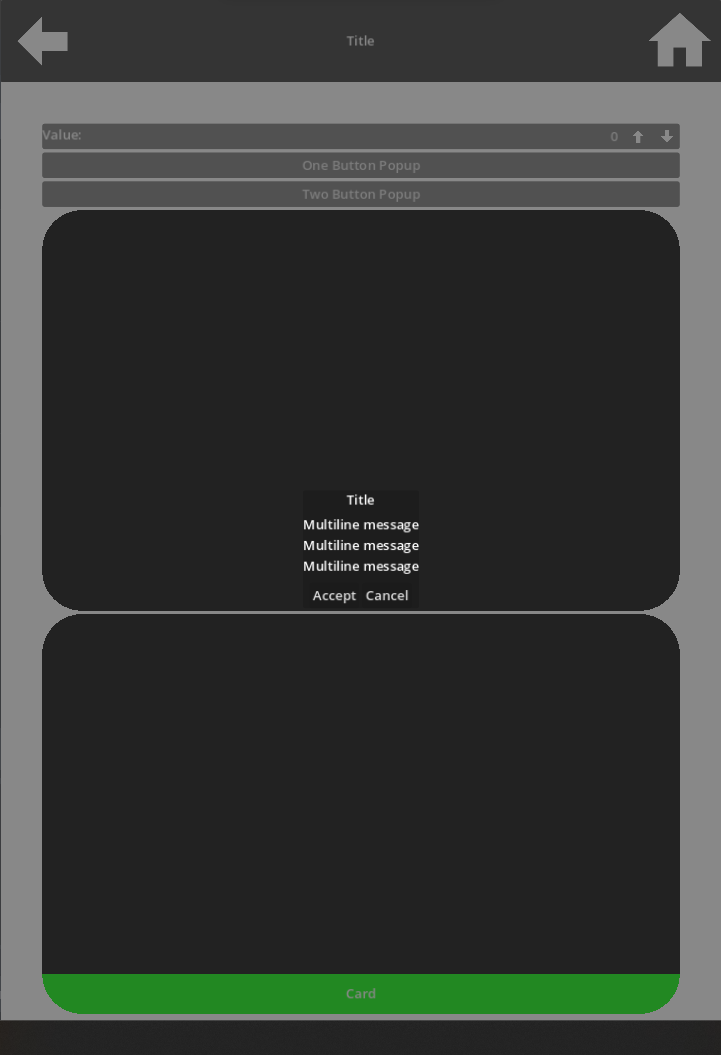 Title
Value: 0
One Button Popup
Two Button Popup
Title
Multiline message
Multiline message
Multiline message
Accept Cancel
Card